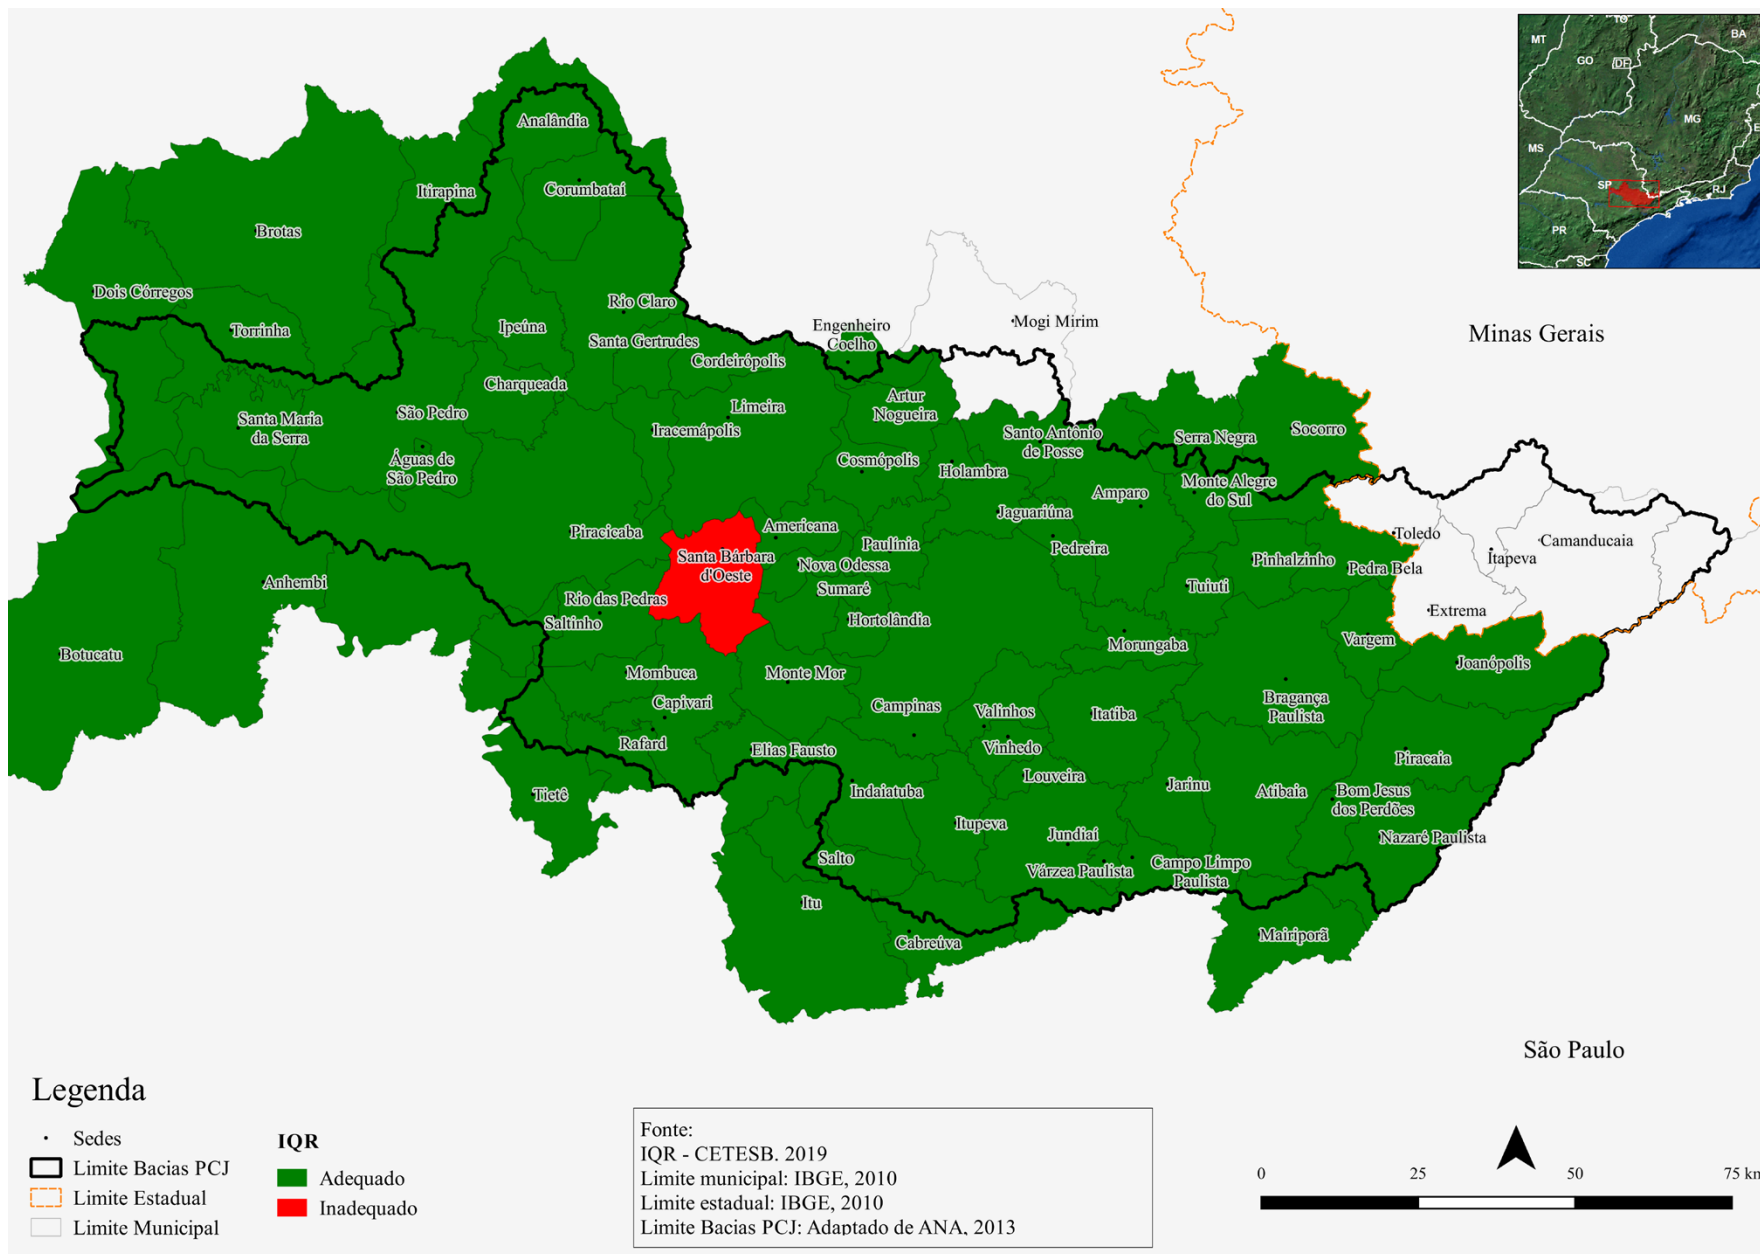 TO
BA
MT
GO
DF
MG
E
MS
SP
RJ
PR
SC
Analândia
Itirapina
Corumbataí
Brotas
Dois Córregos
Torrinha
Rio Claro
Ipeúna
Santa Gertrudes
Cordeirópolis
Engenheiro
Coelho
Mogi Mirim
Minas Gerais
Charqueada
São Pedro
Santa Maria
da Serra
Limeira
Iracemápolis
Artur
Nogueira
Águas de
São Pedro
Cosmópolis
Holambra
Santo Antônio
de Posse
Serra Negra
Socorro
Monte Alegre
do Sul
Amparo
Jaguariúna
Piracicaba
Americana
Santa Bárbara
d'Oeste
Paulínia
Nova Odessa
Pedreira
Toledo
Camanducaia
Itapeva
Pinhalzinho
Pedra Bela
Anhembi
Sumaré
Tuiuti
Rio das Pedras
Saltinho
Hortolândia
Extrema
Vargem
Morungaba
Joanópolis
Botucatu
Mombuca
Monte Mor
Capivari
Campinas
Valinhos
Itatiba
Bragança
Paulista
Rafard
Elias Fausto
Vinhedo
Piracaia
Louveira
Tietê
Indaiatuba
Jarinu
Atibaia
Bom Jesus
dos Perdões
Itupeva
Jundiaí
Nazaré Paulista
Salto
Várzea Paulista
Campo Limpo
Paulista
Itu
Cabreúva
Mairiporã
São Paulo
Legenda
Sedes
Limite Bacias PCJ
Limite Estadual
Limite Municipal
IQR
Adequado
Inadequado
Fonte:
IQR - CETESB. 2019
Limite municipal: IBGE, 2010
Limite estadual: IBGE, 2010
Limite Bacias PCJ: Adaptado de ANA, 2013
0 25 50 75 km